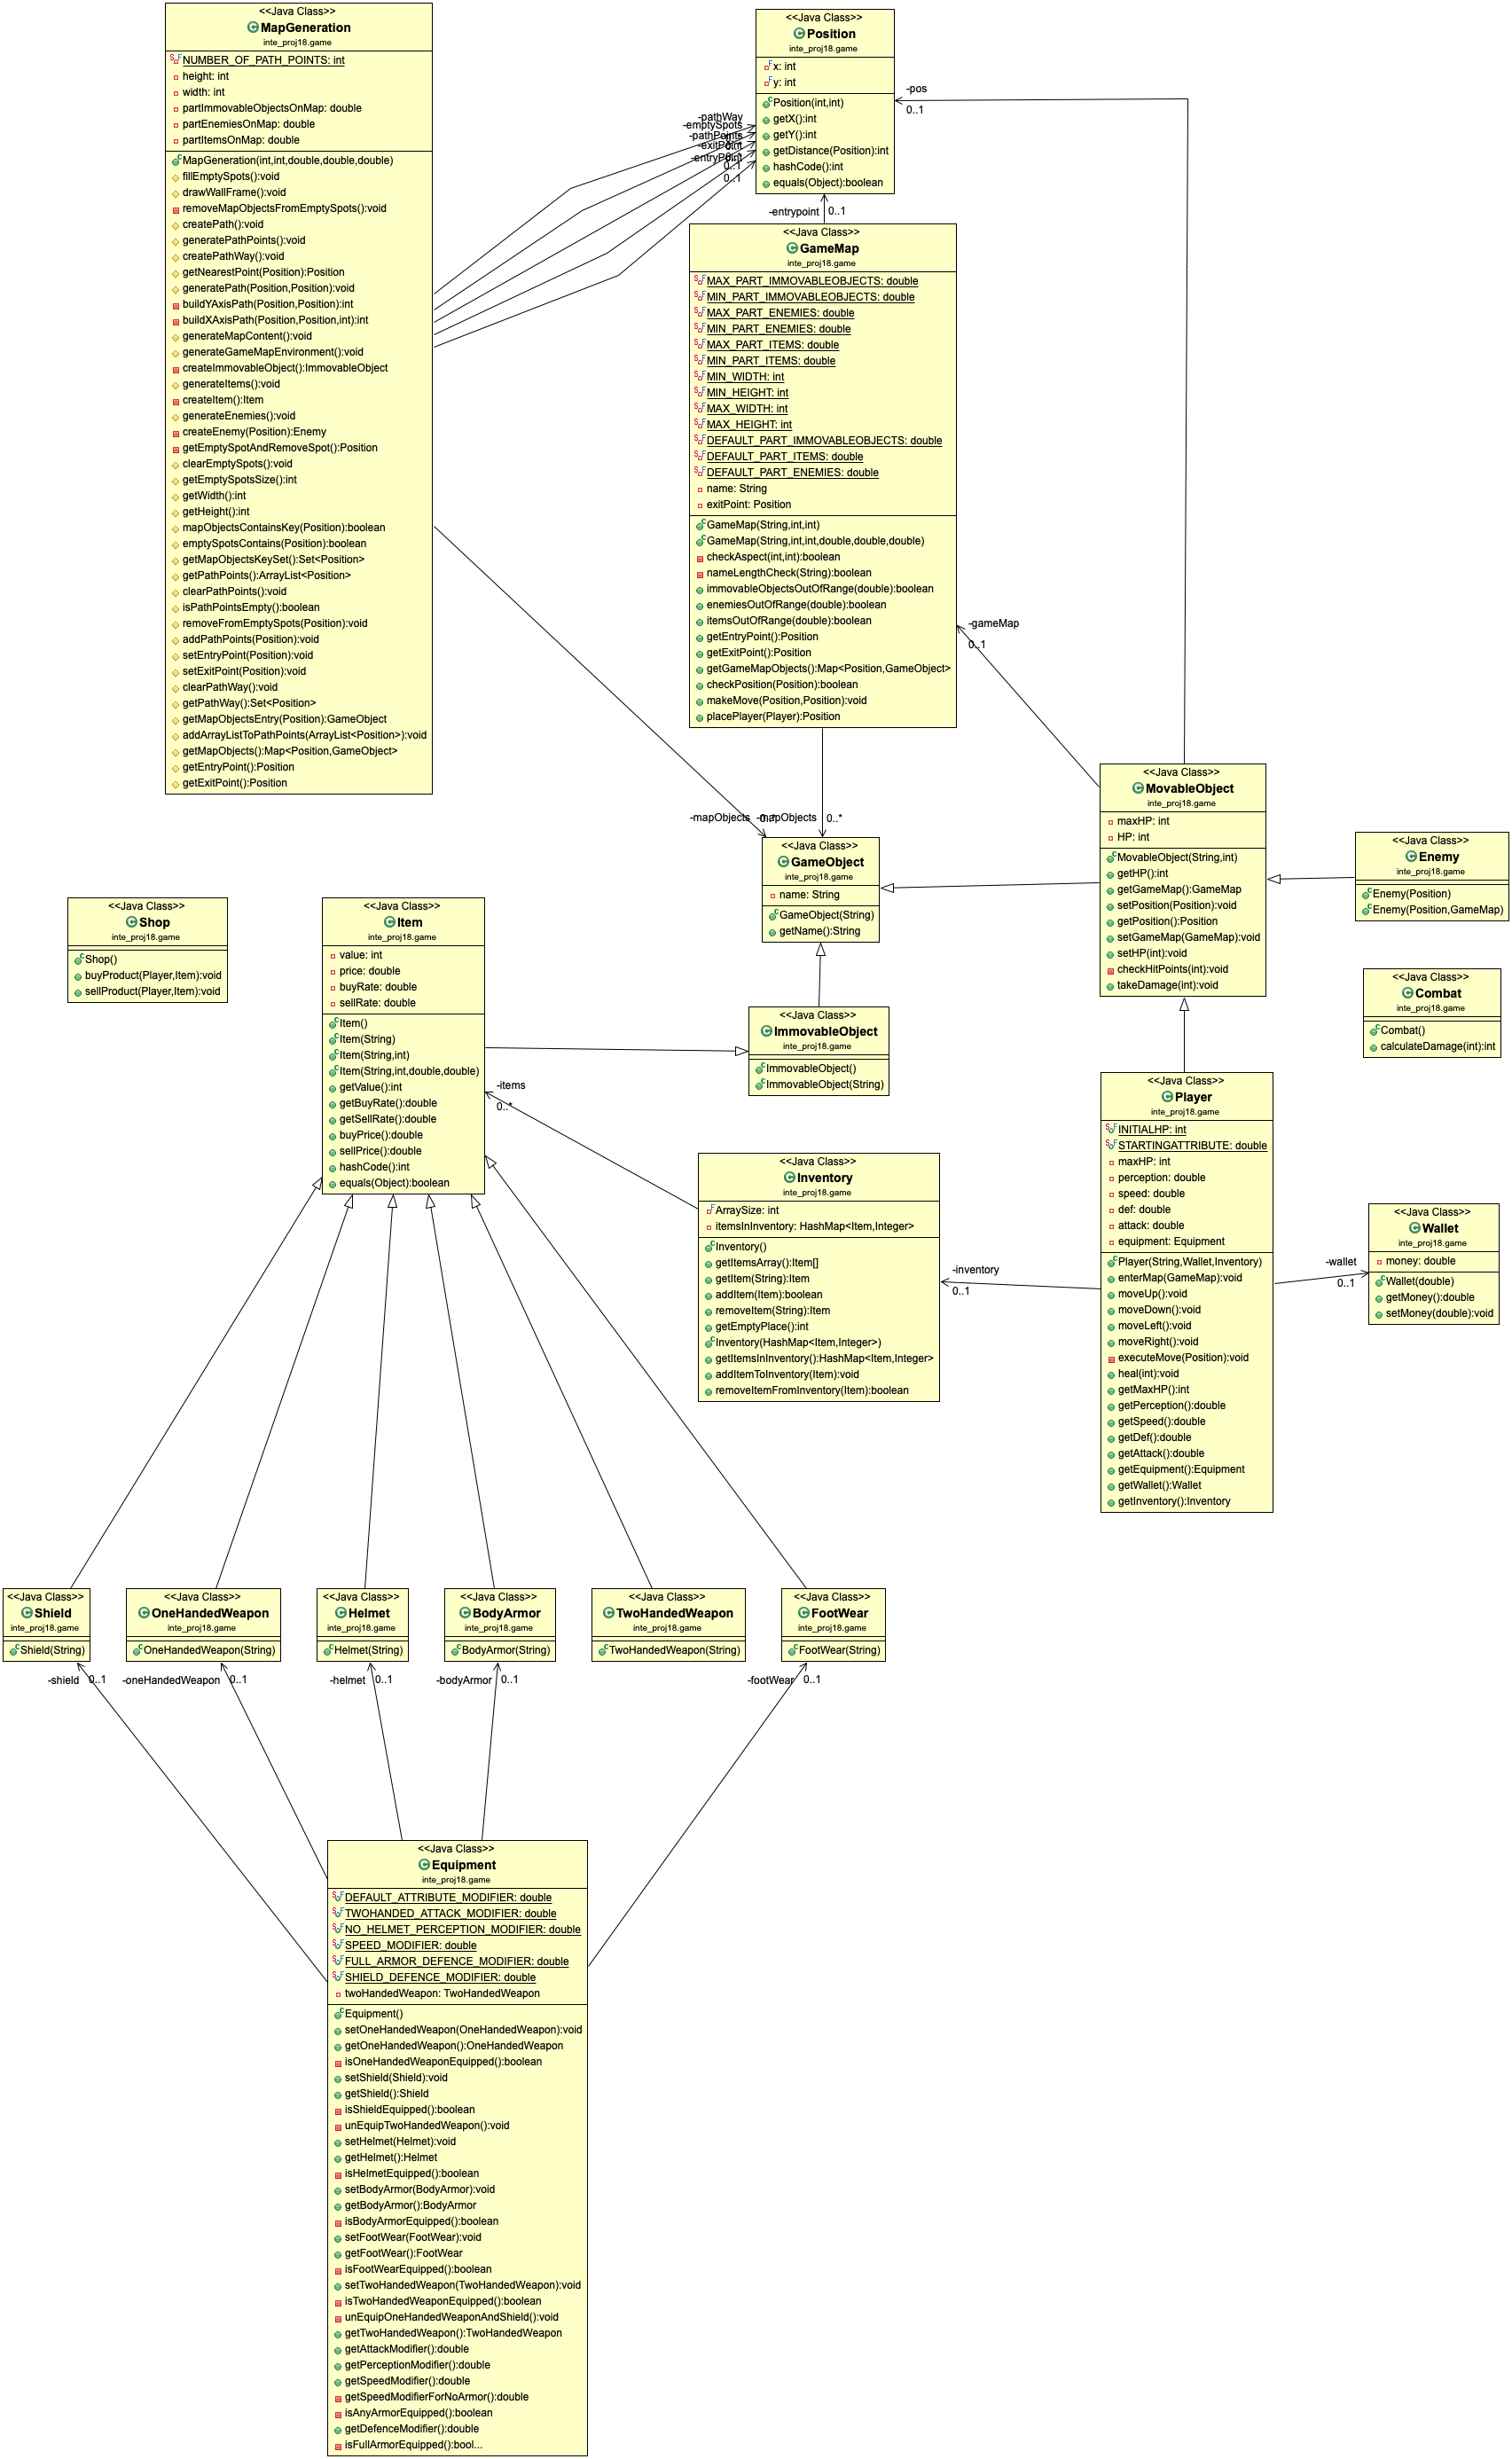 <<Java Class>>
MapGeneration
inte_proj18.game
NUMBER_OF_PATH_POINTS: int
height: int
width: int
partImmovableObjectsOnMap: double
partEnemiesOnMap: double
partItemsOnMap: double
MapGeneration(int,int,double,double,double)
fillEmptySpots():void
drawWallFrame():void
removeMapObjectsFromEmptySpots():void
createPath():void
generatePathPoints():void
createPathWay():void
getNearestPoint(Position):Position
generatePath(Position,Position):void
buildYAxisPath(Position,Position):int
buildXAxisPath(Position,Position,int):int
generateMapContent():void
generateGameMapEnvironment():void
createImmovableObject():ImmovableObject
generateItems():void
createItem():Item
generateEnemies():void
createEnemy(Position):Enemy
getEmptySpotAndRemoveSpot():Position
clearEmptySpots():void
getEmptySpotsSize():int
getWidth():int
getHeight():int
mapObjectsContainsKey(Position):boolean
emptySpotsContains(Position):boolean
getMapObjectsKeySet():Set<Position>
getPathPoints():ArrayList<Position>
clearPathPoints():void
isPathPointsEmpty():boolean
removeFromEmptySpots(Position):void
addPathPoints(Position):void
setEntryPoint(Position):void
setExitPoint(Position):void
clearPathWay():void
getPathWay():Set<Position>
getMapObjectsEntry(Position):GameObject
addArrayListToPathPoints(ArrayList<Position>):void
getMapObjects():Map<Position,GameObject>
getEntryPoint():Position
getExitPoint():Position
<<Java Class>>
Position
inte_proj18.game
x: int
y: int
Position(int,int)
getX():int
getY():int
getDistance(Position):int
hashCode():int
equals(Object):boolean
-pathWay
-emptySpots
-pathPoints
-exitPoint
-entryPoint
0..1
0..1
-pos
0..1
-entrypoint
0..1
<<Java Class>>
GameMap
inte_proj18.game
MAX_PART_IMMOVABLEOBJECTS: double
MIN_PART_IMMOVABLEOBJECTS: double
MAX_PART_ENEMIES: double
MIN_PART_ENEMIES: double
MAX_PART_ITEMS: double
MIN_PART_ITEMS: double
MIN_WIDTH: int
MIN_HEIGHT: int
MAX_WIDTH: int
MAX_HEIGHT: int
DEFAULT_PART_IMMOVABLEOBJECTS: double
DEFAULT_PART_ITEMS: double
DEFAULT_PART_ENEMIES: double
name: String
exitPoint: Position
GameMap(String,int,int)
GameMap(String,int,int,double,double,double)
checkAspect(int,int):boolean
nameLengthCheck(String):boolean
immovableObjectsOutOfRange(double):boolean
enemiesOutOfRange(double):boolean
itemsOutOfRange(double):boolean
getEntryPoint():Position
getExitPoint():Position
getGameMapObjects():Map<Position,GameObject>
checkPosition(Position):boolean
makeMove(Position,Position):void
placePlayer(Player):Position
-gameMap
0..1
-mapObjects
0..*
-mapObjects
0..*
<<Java Class>>
GameObject
inte_proj18.game
name: String
GameObject(String)
getName():String
<<Java Class>>
MovableObject
inte_proj18.game
maxHP: int
HP: int
MovableObject(String,int)
getHP():int
getGameMap():GameMap
setPosition(Position):void
getPosition():Position
setGameMap(GameMap):void
setHP(int):void
checkHitPoints(int):void
takeDamage(int):void
<<Java Class>>
Enemy
inte_proj18.game
Enemy(Position)
Enemy(Position,GameMap)
<<Java Class>>
Shop
inte_proj18.game
Shop()
buyProduct(Player,Item):void
sellProduct(Player,Item):void
<<Java Class>>
Item
inte_proj18.game
value: int
price: double
buyRate: double
sellRate: double
Item()
Item(String)
Item(String,int)
Item(String,int,double,double)
getValue():int
getBuyRate():double
getSellRate():double
buyPrice():double
sellPrice():double
hashCode():int
equals(Object):boolean
<<Java Class>>
ImmovableObject
inte_proj18.game
ImmovableObject()
ImmovableObject(String)
<<Java Class>>
Combat
inte_proj18.game
Combat()
calculateDamage(int):int
-items
0..*
<<Java Class>>
Inventory
inte_proj18.game
ArraySize: int
itemsInInventory: HashMap<Item,Integer>
Inventory()
getItemsArray():Item[]
getItem(String):Item
addItem(Item):boolean
removeItem(String):Item
getEmptyPlace():int
Inventory(HashMap<Item,Integer>)
getItemsInInventory():HashMap<Item,Integer>
addItemToInventory(Item):void
removeItemFromInventory(Item):boolean
-inventory
0..1
<<Java Class>>
Player
inte_proj18.game
INITIALHP: int
STARTINGATTRIBUTE: double
maxHP: int
perception: double
speed: double
def: double
attack: double
equipment: Equipment
Player(String,Wallet,Inventory)
enterMap(GameMap):void
moveUp():void
moveDown():void
moveLeft():void
moveRight():void
executeMove(Position):void
heal(int):void
getMaxHP():int
getPerception():double
getSpeed():double
getDef():double
getAttack():double
getEquipment():Equipment
getWallet():Wallet
getInventory():Inventory
-wallet
0..1
<<Java Class>>
Wallet
inte_proj18.game
money: double
Wallet(double)
getMoney():double
setMoney(double):void
<<Java Class>>
Shield
inte_proj18.game
Shield(String)
<<Java Class>>
OneHandedWeapon
inte_proj18.game
OneHandedWeapon(String)
<<Java Class>>
Helmet
inte_proj18.game
Helmet(String)
<<Java Class>>
BodyArmor
inte_proj18.game
BodyArmor(String)
<<Java Class>>
TwoHandedWeapon
inte_proj18.game
TwoHandedWeapon(String)
<<Java Class>>
FootWear
inte_proj18.game
FootWear(String)
-shield
0..1
-oneHandedWeapon
0..1
-helmet
0..1
-bodyArmor
0..1
-footWear
0..1
<<Java Class>>
Equipment
inte_proj18.game
DEFAULT_ATTRIBUTE_MODIFIER: double
TWOHANDED_ATTACK_MODIFIER: double
NO_HELMET_PERCEPTION_MODIFIER: double
SPEED_MODIFIER: double
FULL_ARMOR_DEFENCE_MODIFIER: double
SHIELD_DEFENCE_MODIFIER: double
twoHandedWeapon: TwoHandedWeapon
Equipment()
setOneHandedWeapon(OneHandedWeapon):void
getOneHandedWeapon():OneHandedWeapon
isOneHandedWeaponEquipped():boolean
setShield(Shield):void
getShield():Shield
isShieldEquipped():boolean
unEquipTwoHandedWeapon():void
setHelmet(Helmet):void
getHelmet():Helmet
isHelmetEquipped():boolean
setBodyArmor(BodyArmor):void
getBodyArmor():BodyArmor
isBodyArmorEquipped():boolean
setFootWear(FootWear):void
getFootWear():FootWear
isFootWearEquipped():boolean
setTwoHandedWeapon(TwoHandedWeapon):void
isTwoHandedWeaponEquipped():boolean
unEquipOneHandedWeaponAndShield():void
getTwoHandedWeapon():TwoHandedWeapon
getAttackModifier():double
getPerceptionModifier():double
getSpeedModifier():double
getSpeedModifierForNoArmor():double
isAnyArmorEquipped():boolean
getDefenceModifier():double
isFullArmorEquipped():bool...